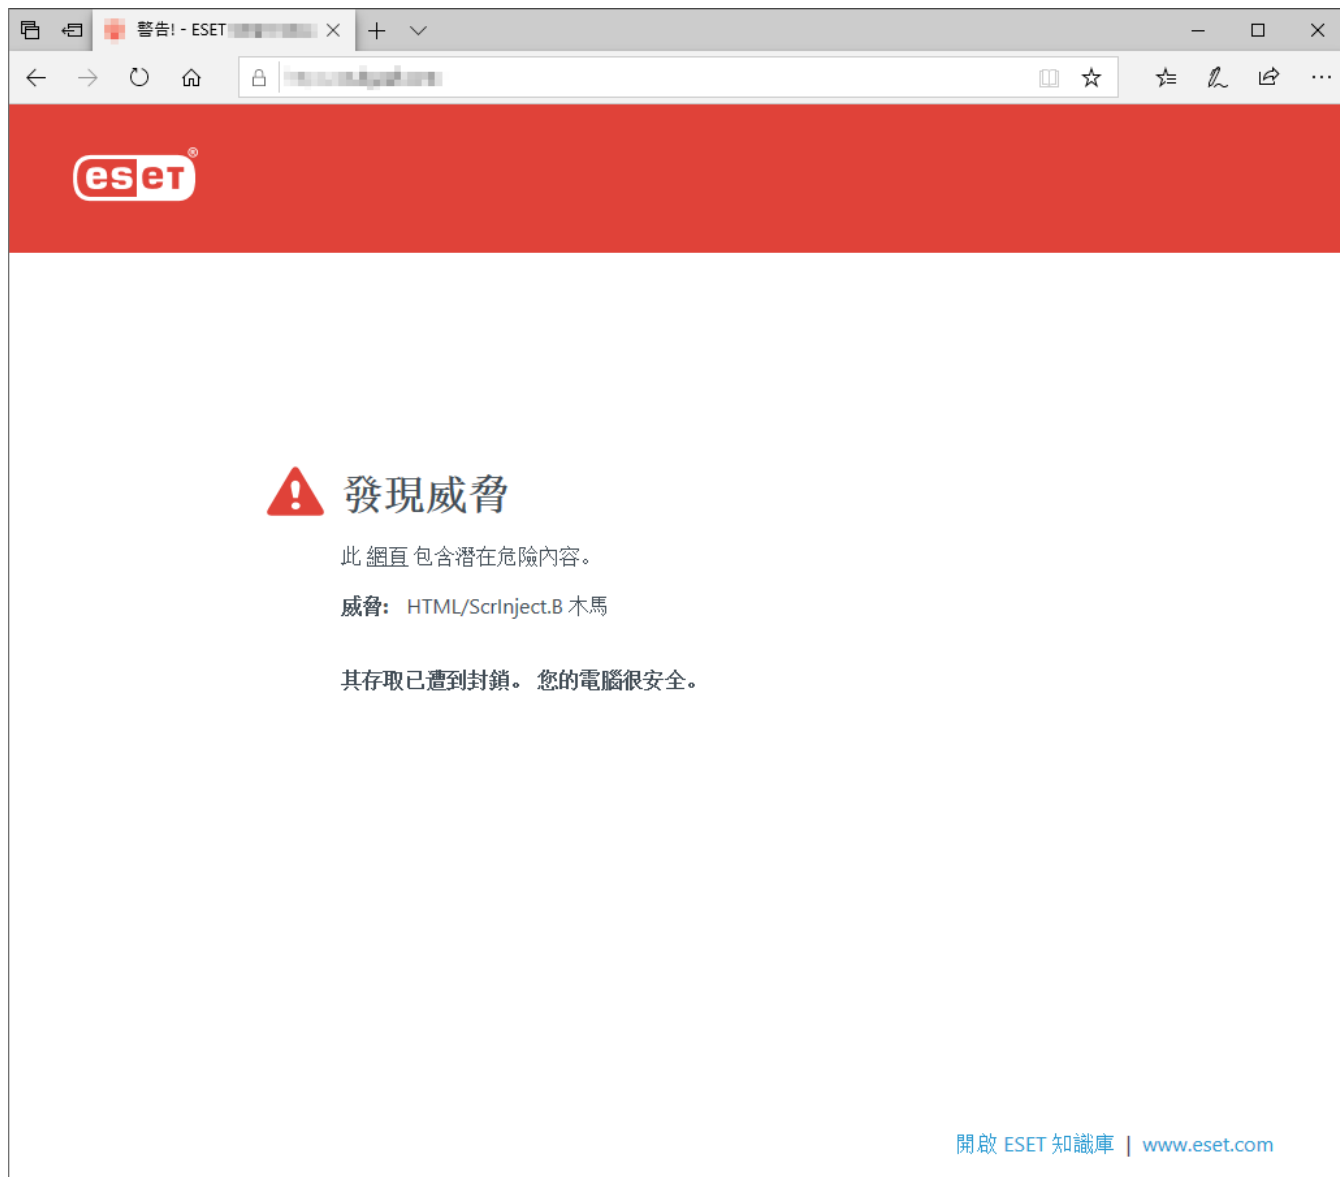 警告! - ESET
eset®
發現威脅
此 網頁 包含潛在危險內容。
威脅： HTML/ScrInject.B 木馬
其存取已遭到封鎖。 您的電腦很安全。
開啟 ESET 知識庫 | www.eset.com